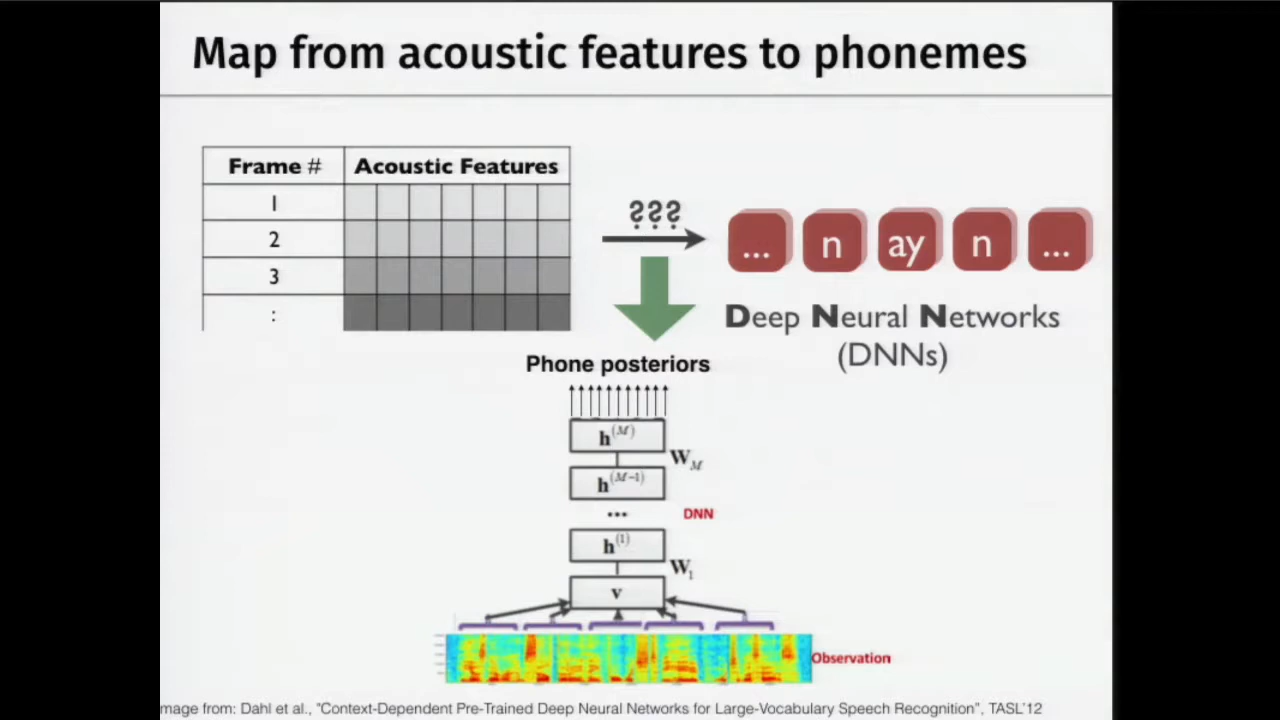 Map from acoustic features to phonemes
Frame # Acoustic Features
1
2
3
:
???
... n ay n ...
Deep Neural Networks
(DNNs)
Phone posteriors
h^(M)
W_M
h^(M-1)
... DNN
h^(1)
W_1
v
Observation
mage from: Dahl et al., "Context-Dependent Pre-Trained Deep Neural Networks for Large-Vocabulary Speech Recognition", TASL'12